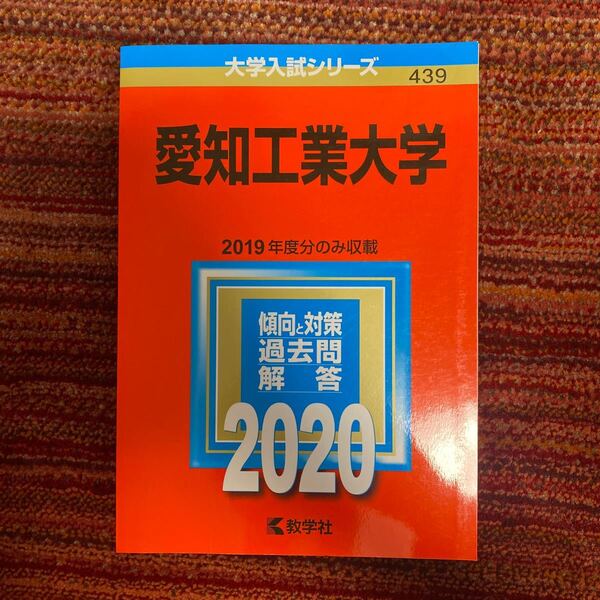 大学入試シリーズ
439
愛知工業大学
2019年度分のみ収載
傾向と対策
過去問
解答
2020
教学社